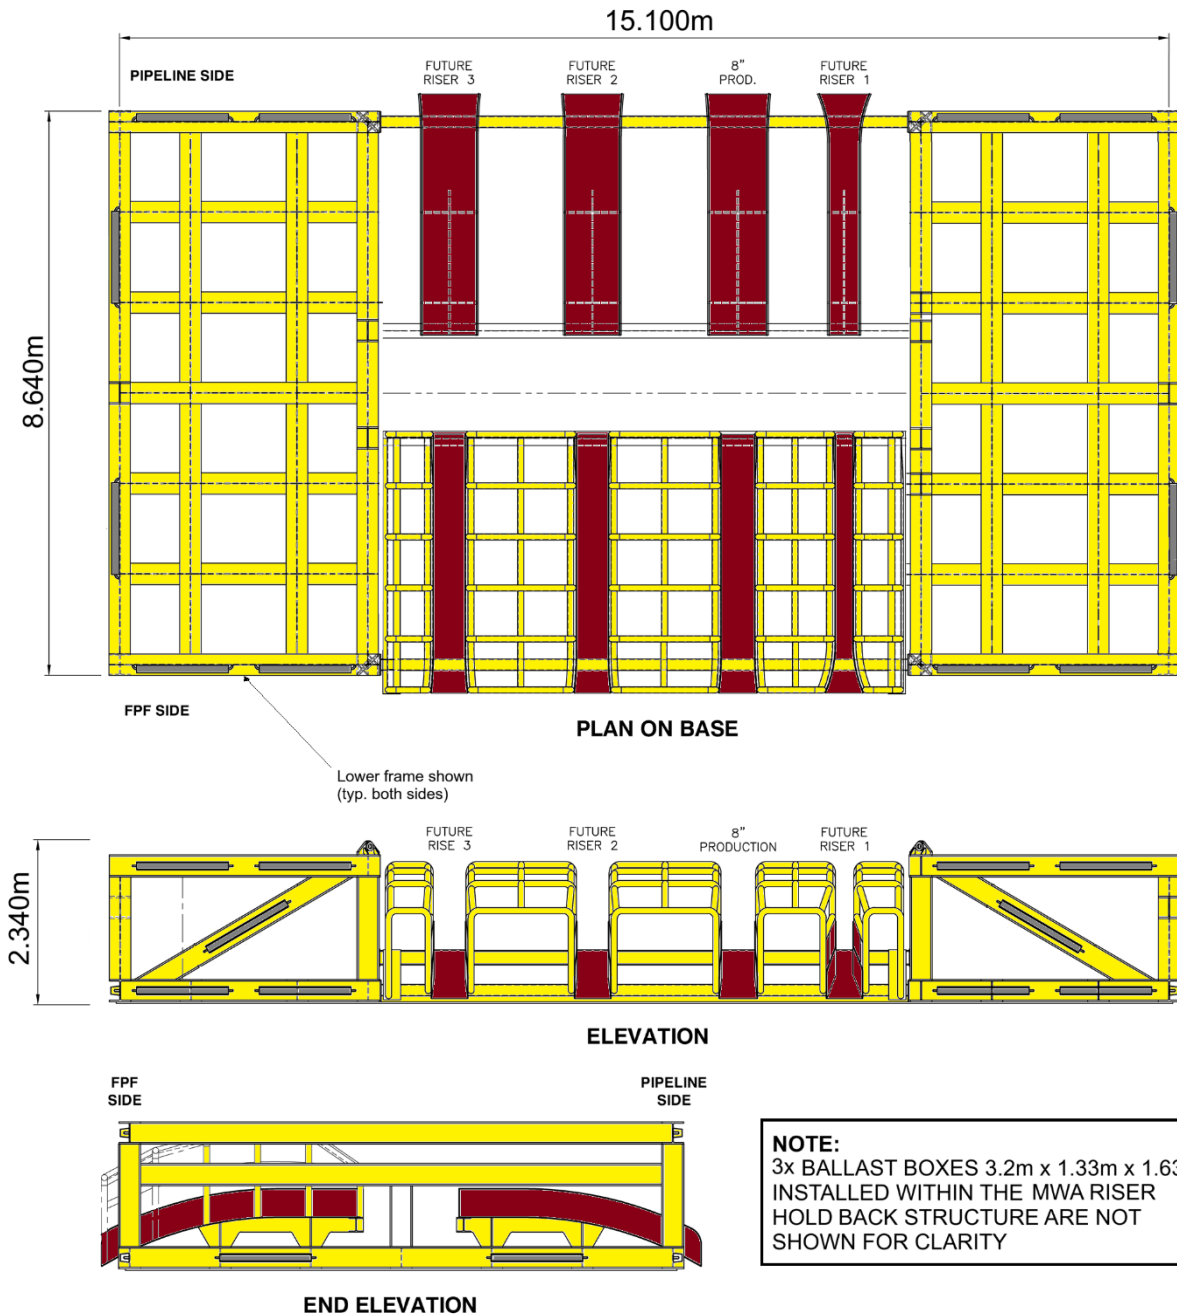 15.100m
PIPELINE SIDE
FUTURE
RISER 3
FUTURE
RISER 2
8"
PROD.
FUTURE
RISER 1
8.640m
FPF SIDE
PLAN ON BASE
Lower frame shown
(typ. both sides)
FUTURE
RISE 3
FUTURE
RISER 2
8"
PRODUCTION
FUTURE
RISER 1
2.340m
ELEVATION
FPF
SIDE
PIPELINE
SIDE
NOTE:
3x BALLAST BOXES 3.2m x 1.33m x 1.63
INSTALLED WITHIN THE MWA RISER
HOLD BACK STRUCTURE ARE NOT
SHOWN FOR CLARITY
END ELEVATION